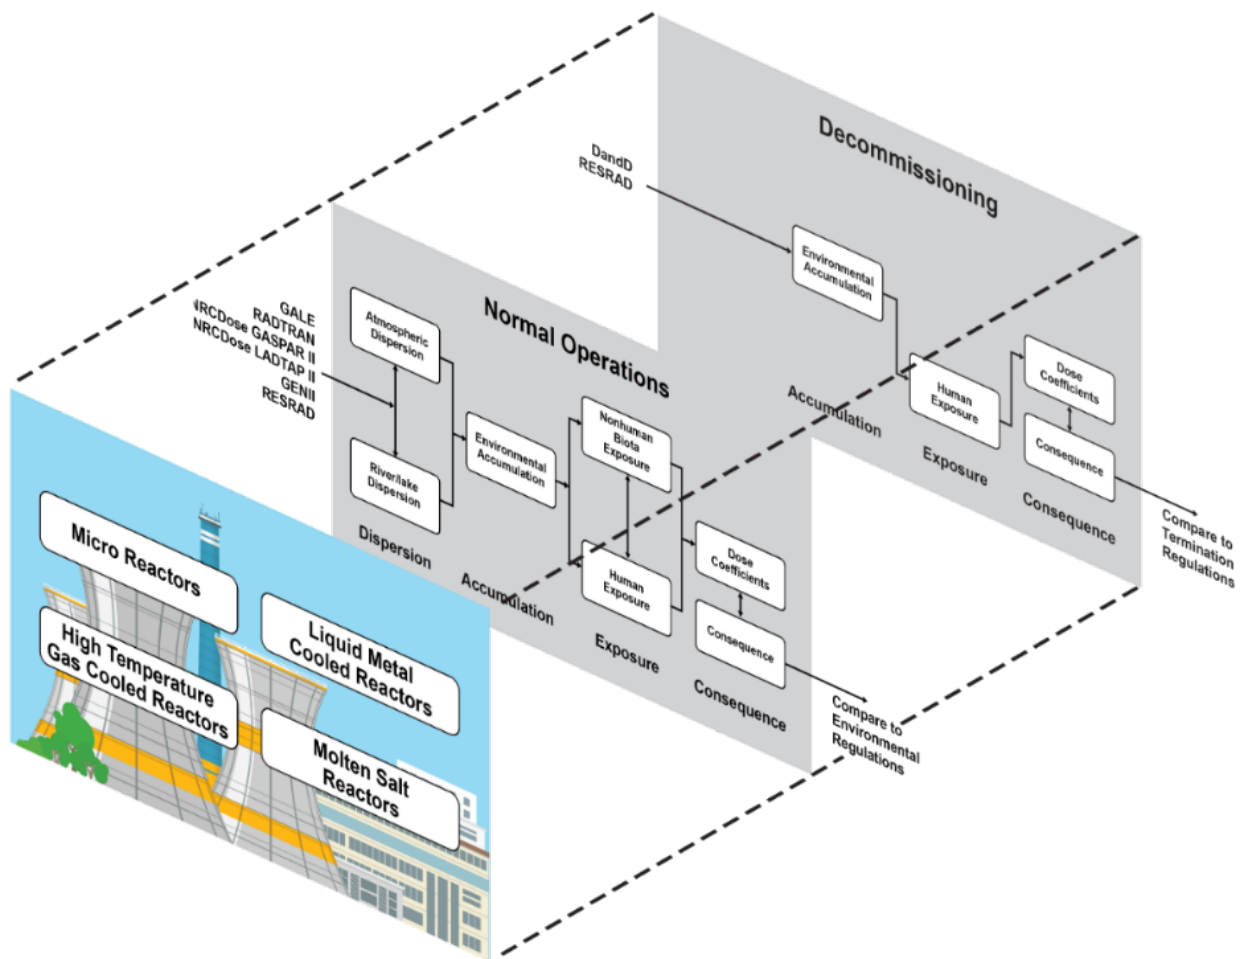 Decommissioning
DandD
RESRAD
Environmental
Accumulation
Human
Exposure
Dose
Coefficients
Consequence
Accumulation
Exposure
Consequence
Compare to
Termination
Regulations
Normal Operations
GALE
RADTRAN
NRCDose GASPAR II
NRCDose LADTAP II
GENII
RESRAD
Atmospheric
Dispersion
River/lake
Dispersion
Environmental
Accumulation
Nonhuman
Biota
Exposure
Human
Exposure
Dose
Coefficients
Consequence
Dispersion
Accumulation
Exposure
Consequence
Compare to
Environmental
Regulations
Micro Reactors
High Temperature
Gas Cooled Reactors
Liquid Metal
Cooled Reactors
Molten Salt
Reactors